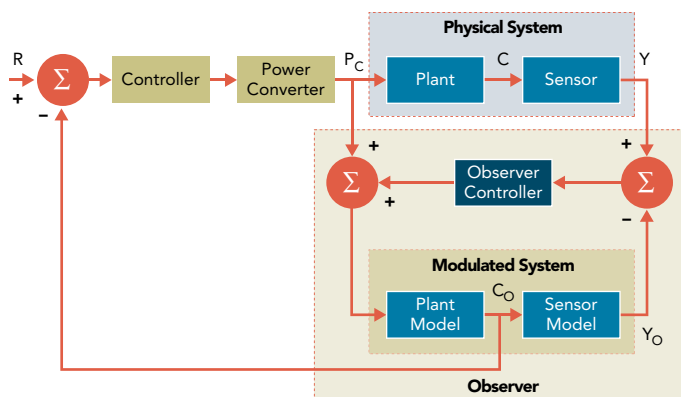 Physical System
R
Σ
+
−
Controller
Power
Converter
P_C
Plant
C
Sensor
Y
+
+
Σ
+
Observer
Controller
Σ
−
Modulated System
Plant
Model
C_O
Sensor
Model
Y_O
Observer